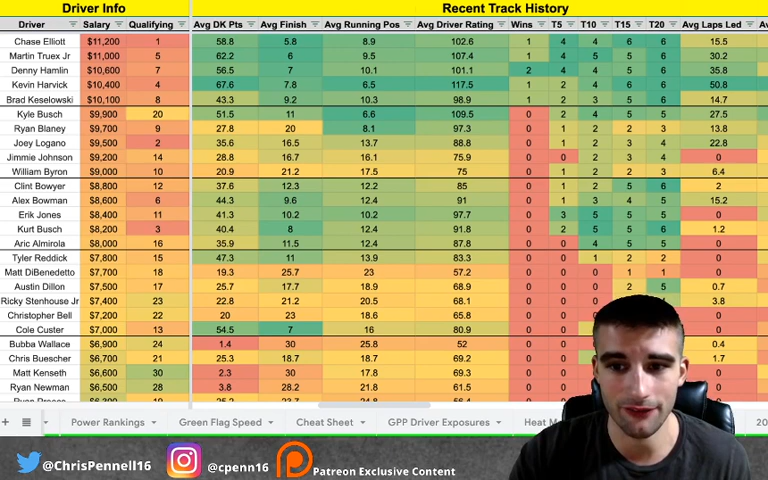 Driver Info Recent Track History
Driver Salary Qualifying Avg DK Pts Avg Finish Avg Running Pos Avg Driver Rating Wins T5 T10 T15 T20 Avg Laps Led
Chase Elliott $11,200 1 58.8 5.8 8.9 102.6 1 4 4 6 6 15.5
Martin Truex Jr $11,000 5 62.2 6 9.5 107.4 1 4 5 5 6 30.2
Denny Hamlin $10,600 7 56.5 6 10.1 101.1 2 4 4 5 6 35.8
Kevin Harvick $10,400 4 67.6 7.8 6.5 117.5 1 2 4 6 6 50.8
Brad Keselowski $10,100 8 43.3 9.2 10.3 98.9 1 2 3 5 6 14.7
Kyle Busch $9,900 20 51.5 11 6.6 109.5 0 2 4 5 5 27.5
Ryan Blaney $9,700 9 27.8 20 8.1 97.3 0 1 2 2 3 13.8
Joey Logano $9,500 2 35.6 16.5 13.7 88.8 0 1 2 3 4 22.8
Jimmie Johnson $9,200 14 28.8 16.7 16.1 75.9 0 0 2 3 4 0
William Byron $9,000 10 20.9 21.2 17.5 75 0 1 2 2 3 6.4
Clint Bowyer $8,800 12 37.6 12.3 12.2 85 0 1 2 5 6 2
Alex Bowman $8,600 6 44.3 9.6 12.4 91 0 1 3 4 5 15.2
Erik Jones $8,400 11 41.3 10.2 10.2 97.7 0 3 5 5 5 0
Kurt Busch $8,200 3 40.4 8 12.4 91.9 0 2 5 5 6 1.2
Aric Almirola $8,000 16 35.9 11.5 12.4 87.8 0 0 4 5 5 0
Tyler Reddick $7,800 15 47.3 11 13.9 83.3 0 0 1 2 2 0
Matt DiBenedetto $7,700 18 19.3 25.7 23 57.2 0 0 0 1 1 0
Austin Dillon $7,500 17 25.7 17.7 18.9 68.9 0 0 0 2 5 0.7
Ricky Stenhouse Jr $7,400 23 22.8 21.2 20.5 68.1 0 0 0 3.8
Christopher Bell $7,200 22 20 23 18.6 65.8 0 0 0
Cole Custer $7,000 13 54.5 7 16 80.9 0 0 0
Bubba Wallace $6,900 24 1.4 30 25.8 52 0 0 0.4
Chris Buescher $6,700 21 25.3 18.7 18.7 69.2 0 0 1.7
Matt Kenseth $6,600 30 2.3 30 17.8 69.3 0 0 0
Ryan Newman $6,500 28 3.8 28.2 21.8 61.5 0 0 0
+ Power Rankings Green Flag Speed Cheat Sheet GPP Driver Exposures Heat 20
@ChrisPennell16 @cpenn16 Patreon Exclusive Content